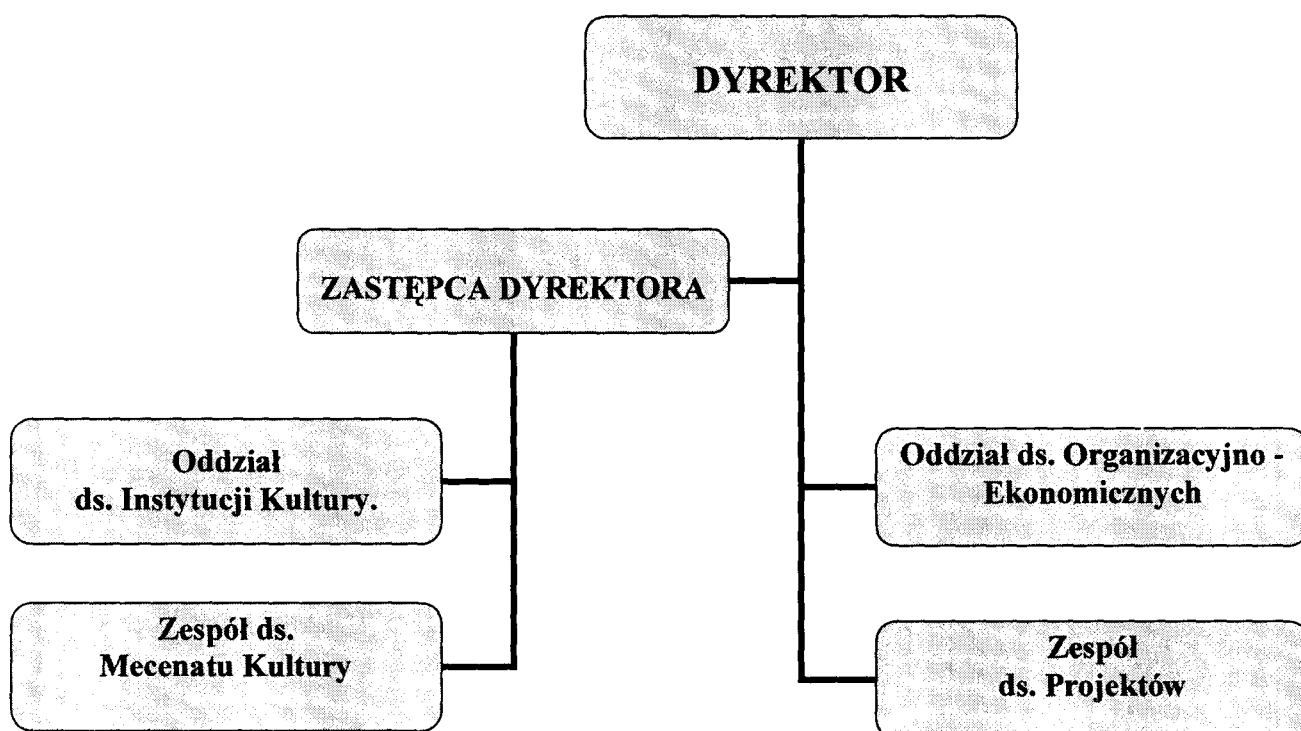 DYREKTOR
ZASTĘPCA DYREKTORA
Oddział
ds. Instytucji Kultury.
Oddział ds. Organizacyjno -
Ekonomicznych
Zespół ds.
Mecenatu Kultury
Zespół
ds. Projektów